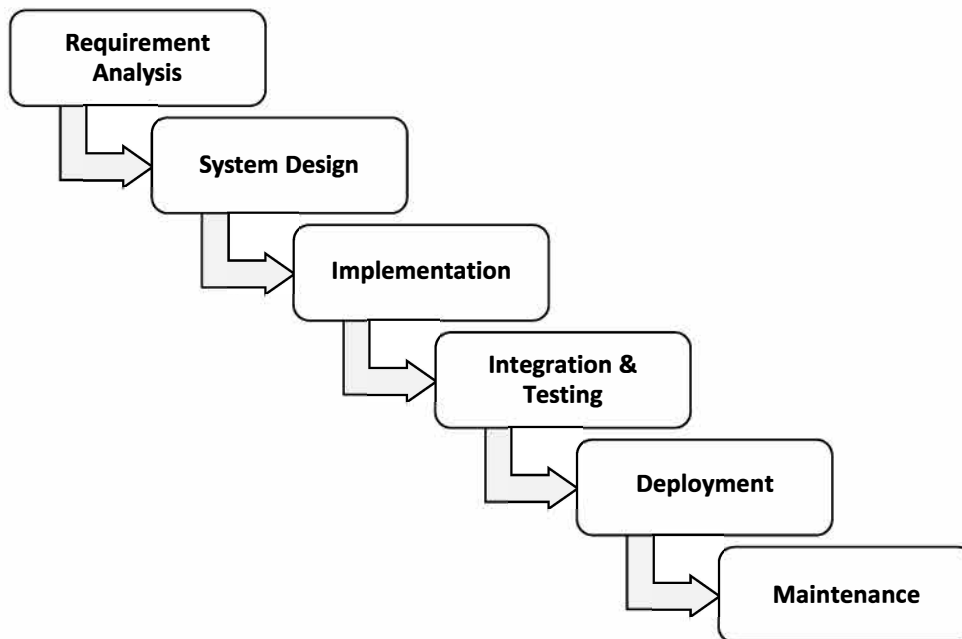 Requirement
Analysis
System Design
Implementation
Integration &
Testing
Deployment
Maintenance